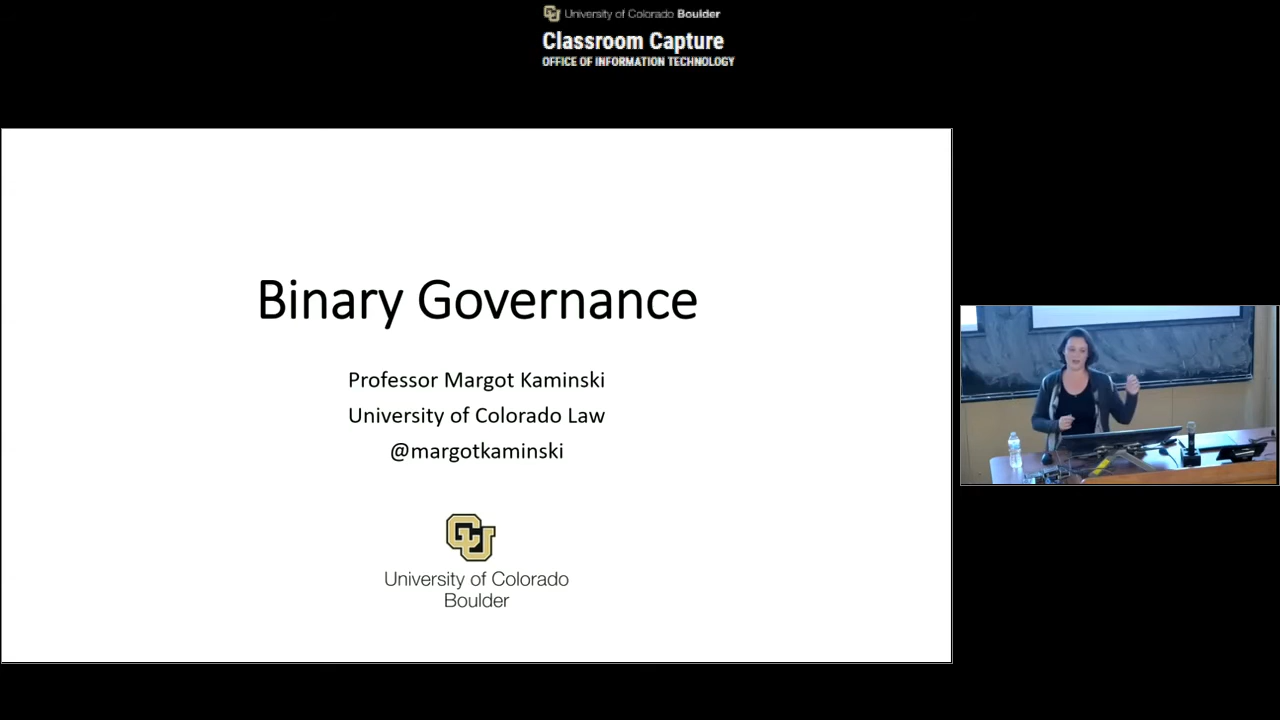 University of Colorado Boulder
Classroom Capture
OFFICE OF INFORMATION TECHNOLOGY
Binary Governance
Professor Margot Kaminski
University of Colorado Law
@margotkaminski
University of Colorado
Boulder